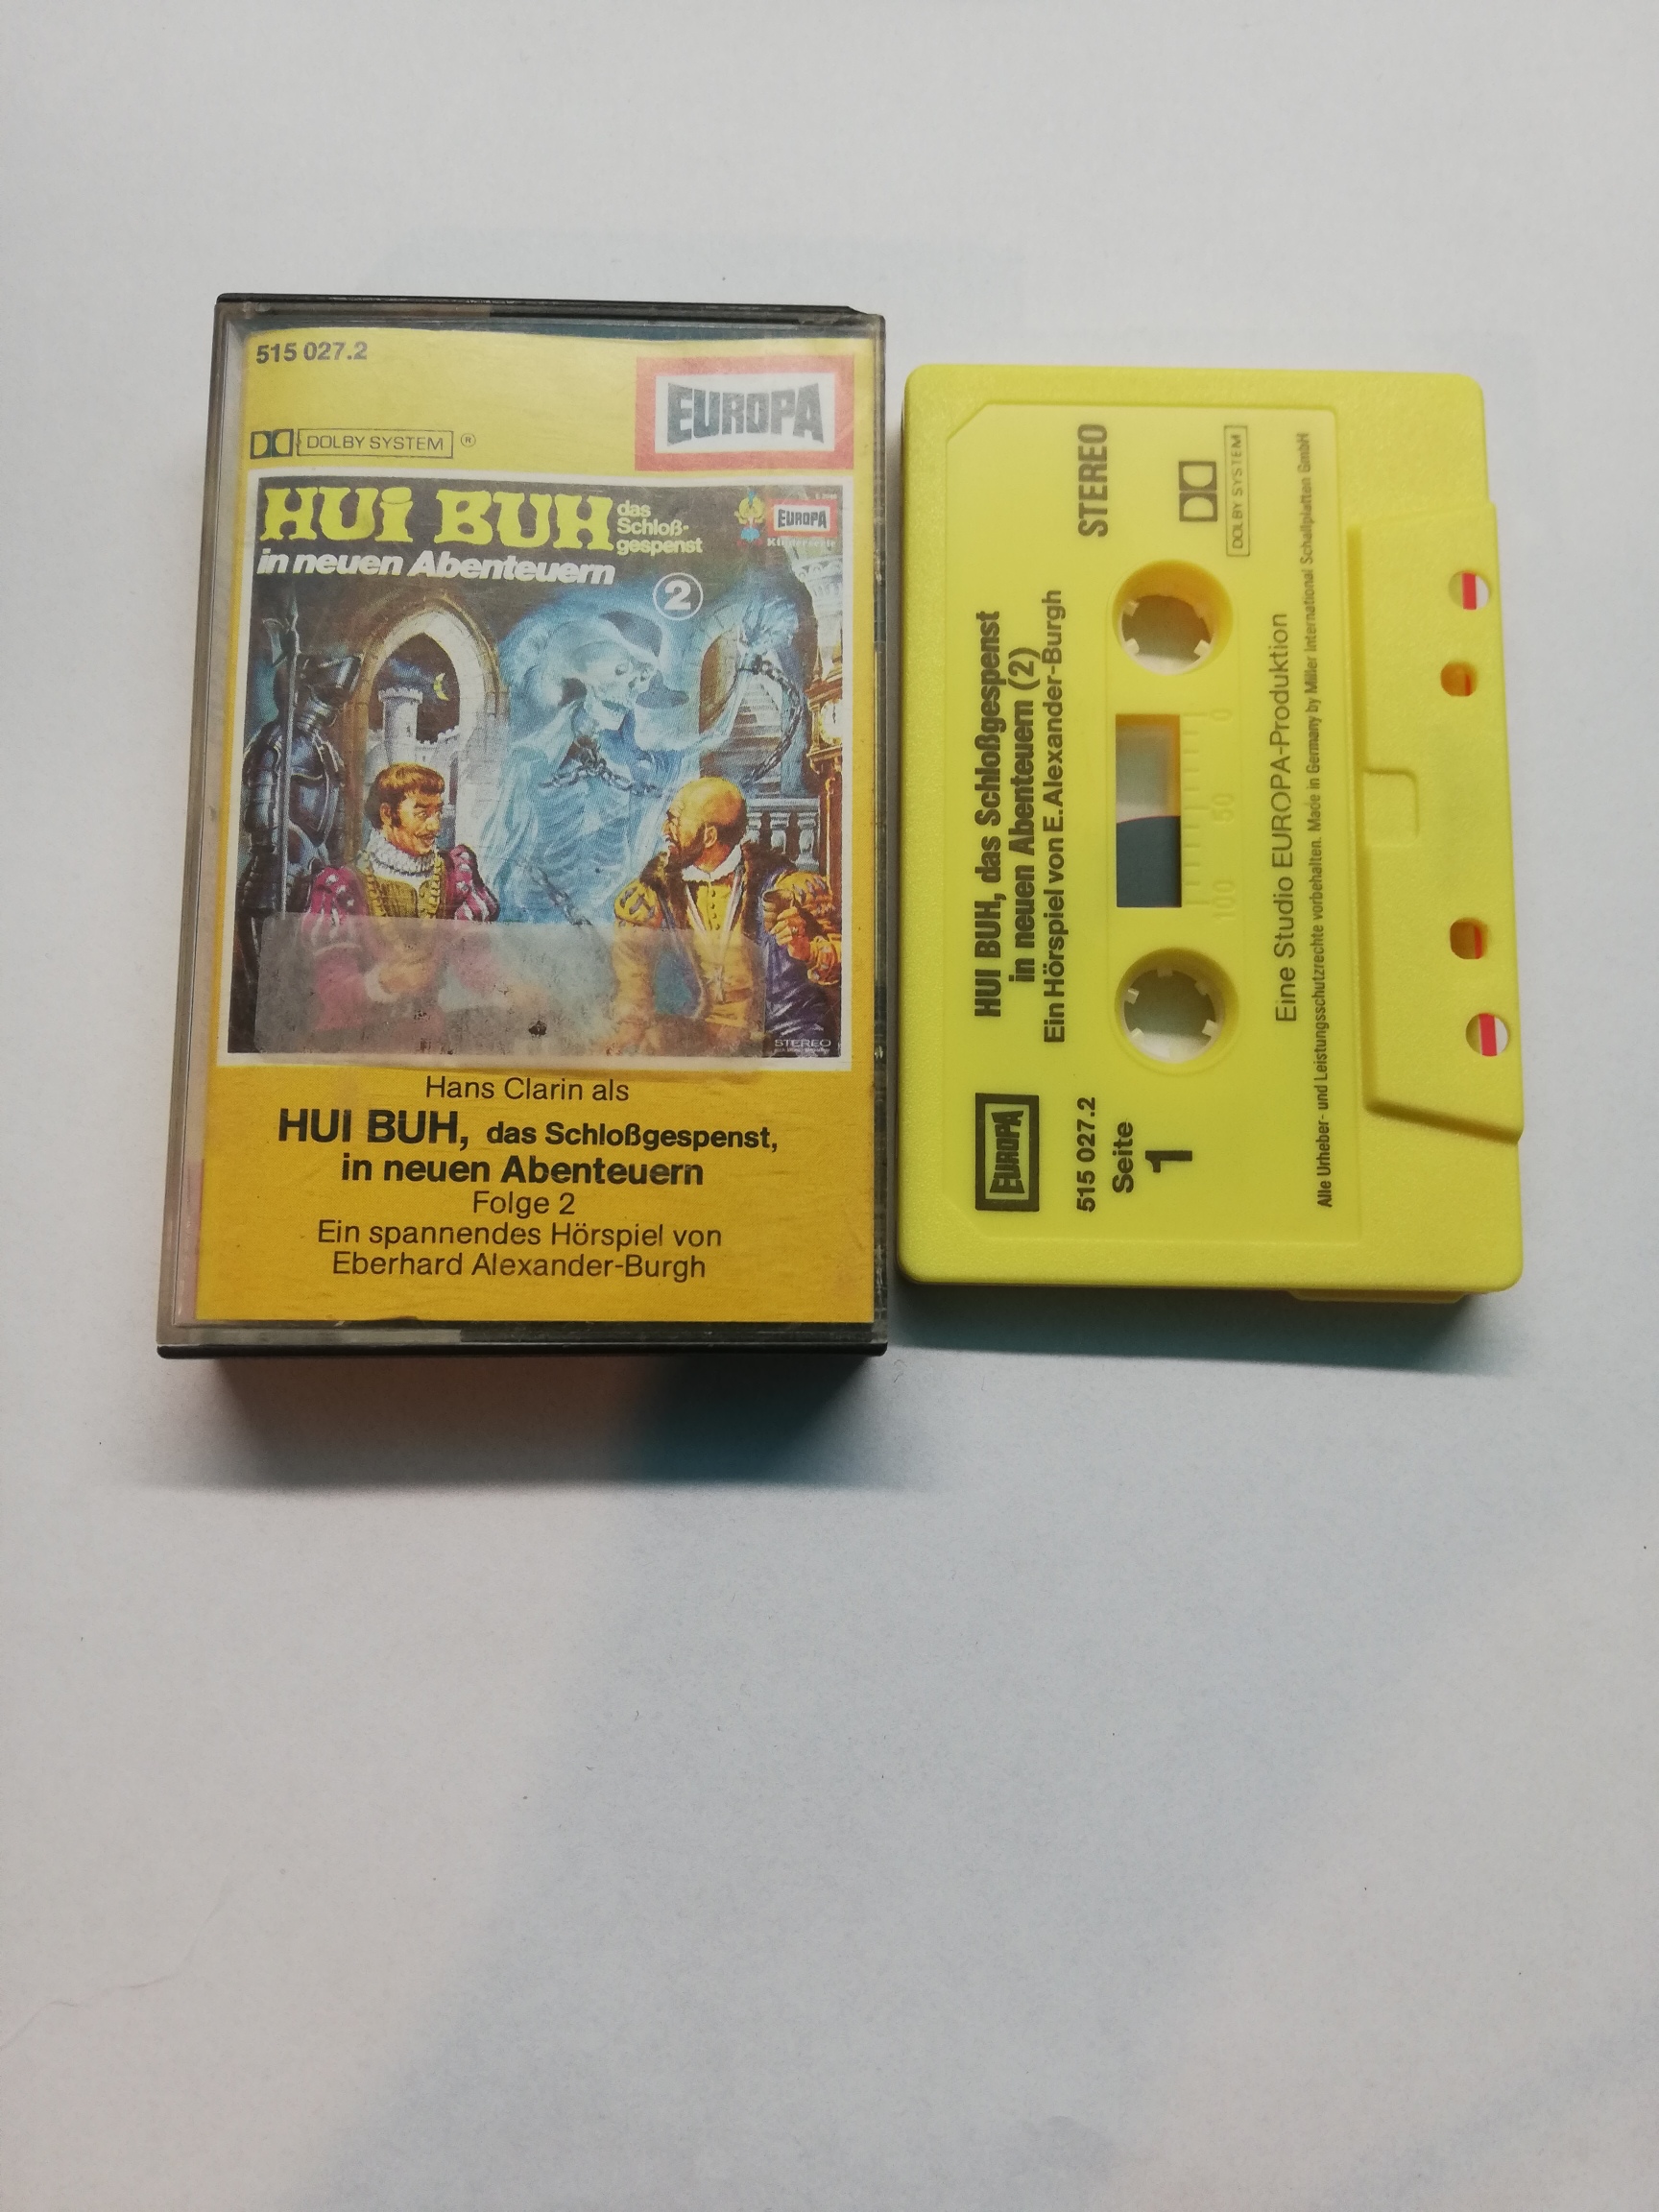 515 027.2
EUROPA
DOLBY SYSTEM ®
HUi BUH das Schloß-
gespenst
in neuen Abenteuern
2
EUROPA
Kinderserie
STEREO
Hans Clarin als
HUI BUH, das Schloßgespenst,
in neuen Abenteuern
Folge 2
Ein spannendes Hörspiel von
Eberhard Alexander-Burgh
HUI BUH, das Schloßgespenst
in neuen Abenteuern (2)
Ein Hörspiel von E. Alexander-Burgh
STEREO
EUROPA
515 027.2
Seite
1
DOLBY SYSTEM
100 50 0
Eine Studio EUROPA-Produktion
Alle Urheber- und Leistungsschutzrechte vorbehalten. Made in Germany by Miller International Schallplatten GmbH